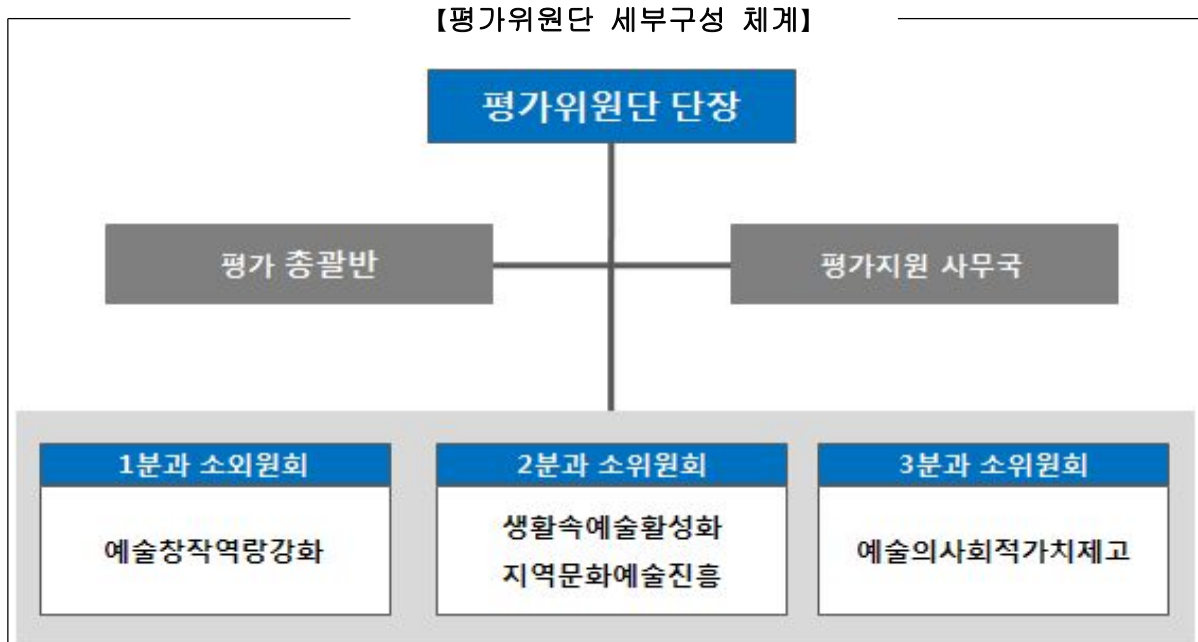 【평가위원단 세부구성 체계】
평가위원단 단장
평가 총괄반
평가지원 사무국
1분과 소외원회
2분과 소위원회
3분과 소위원회
예술창작역량강화
생활속예술활성화
지역문화예술진흥
예술의사회적가치제고